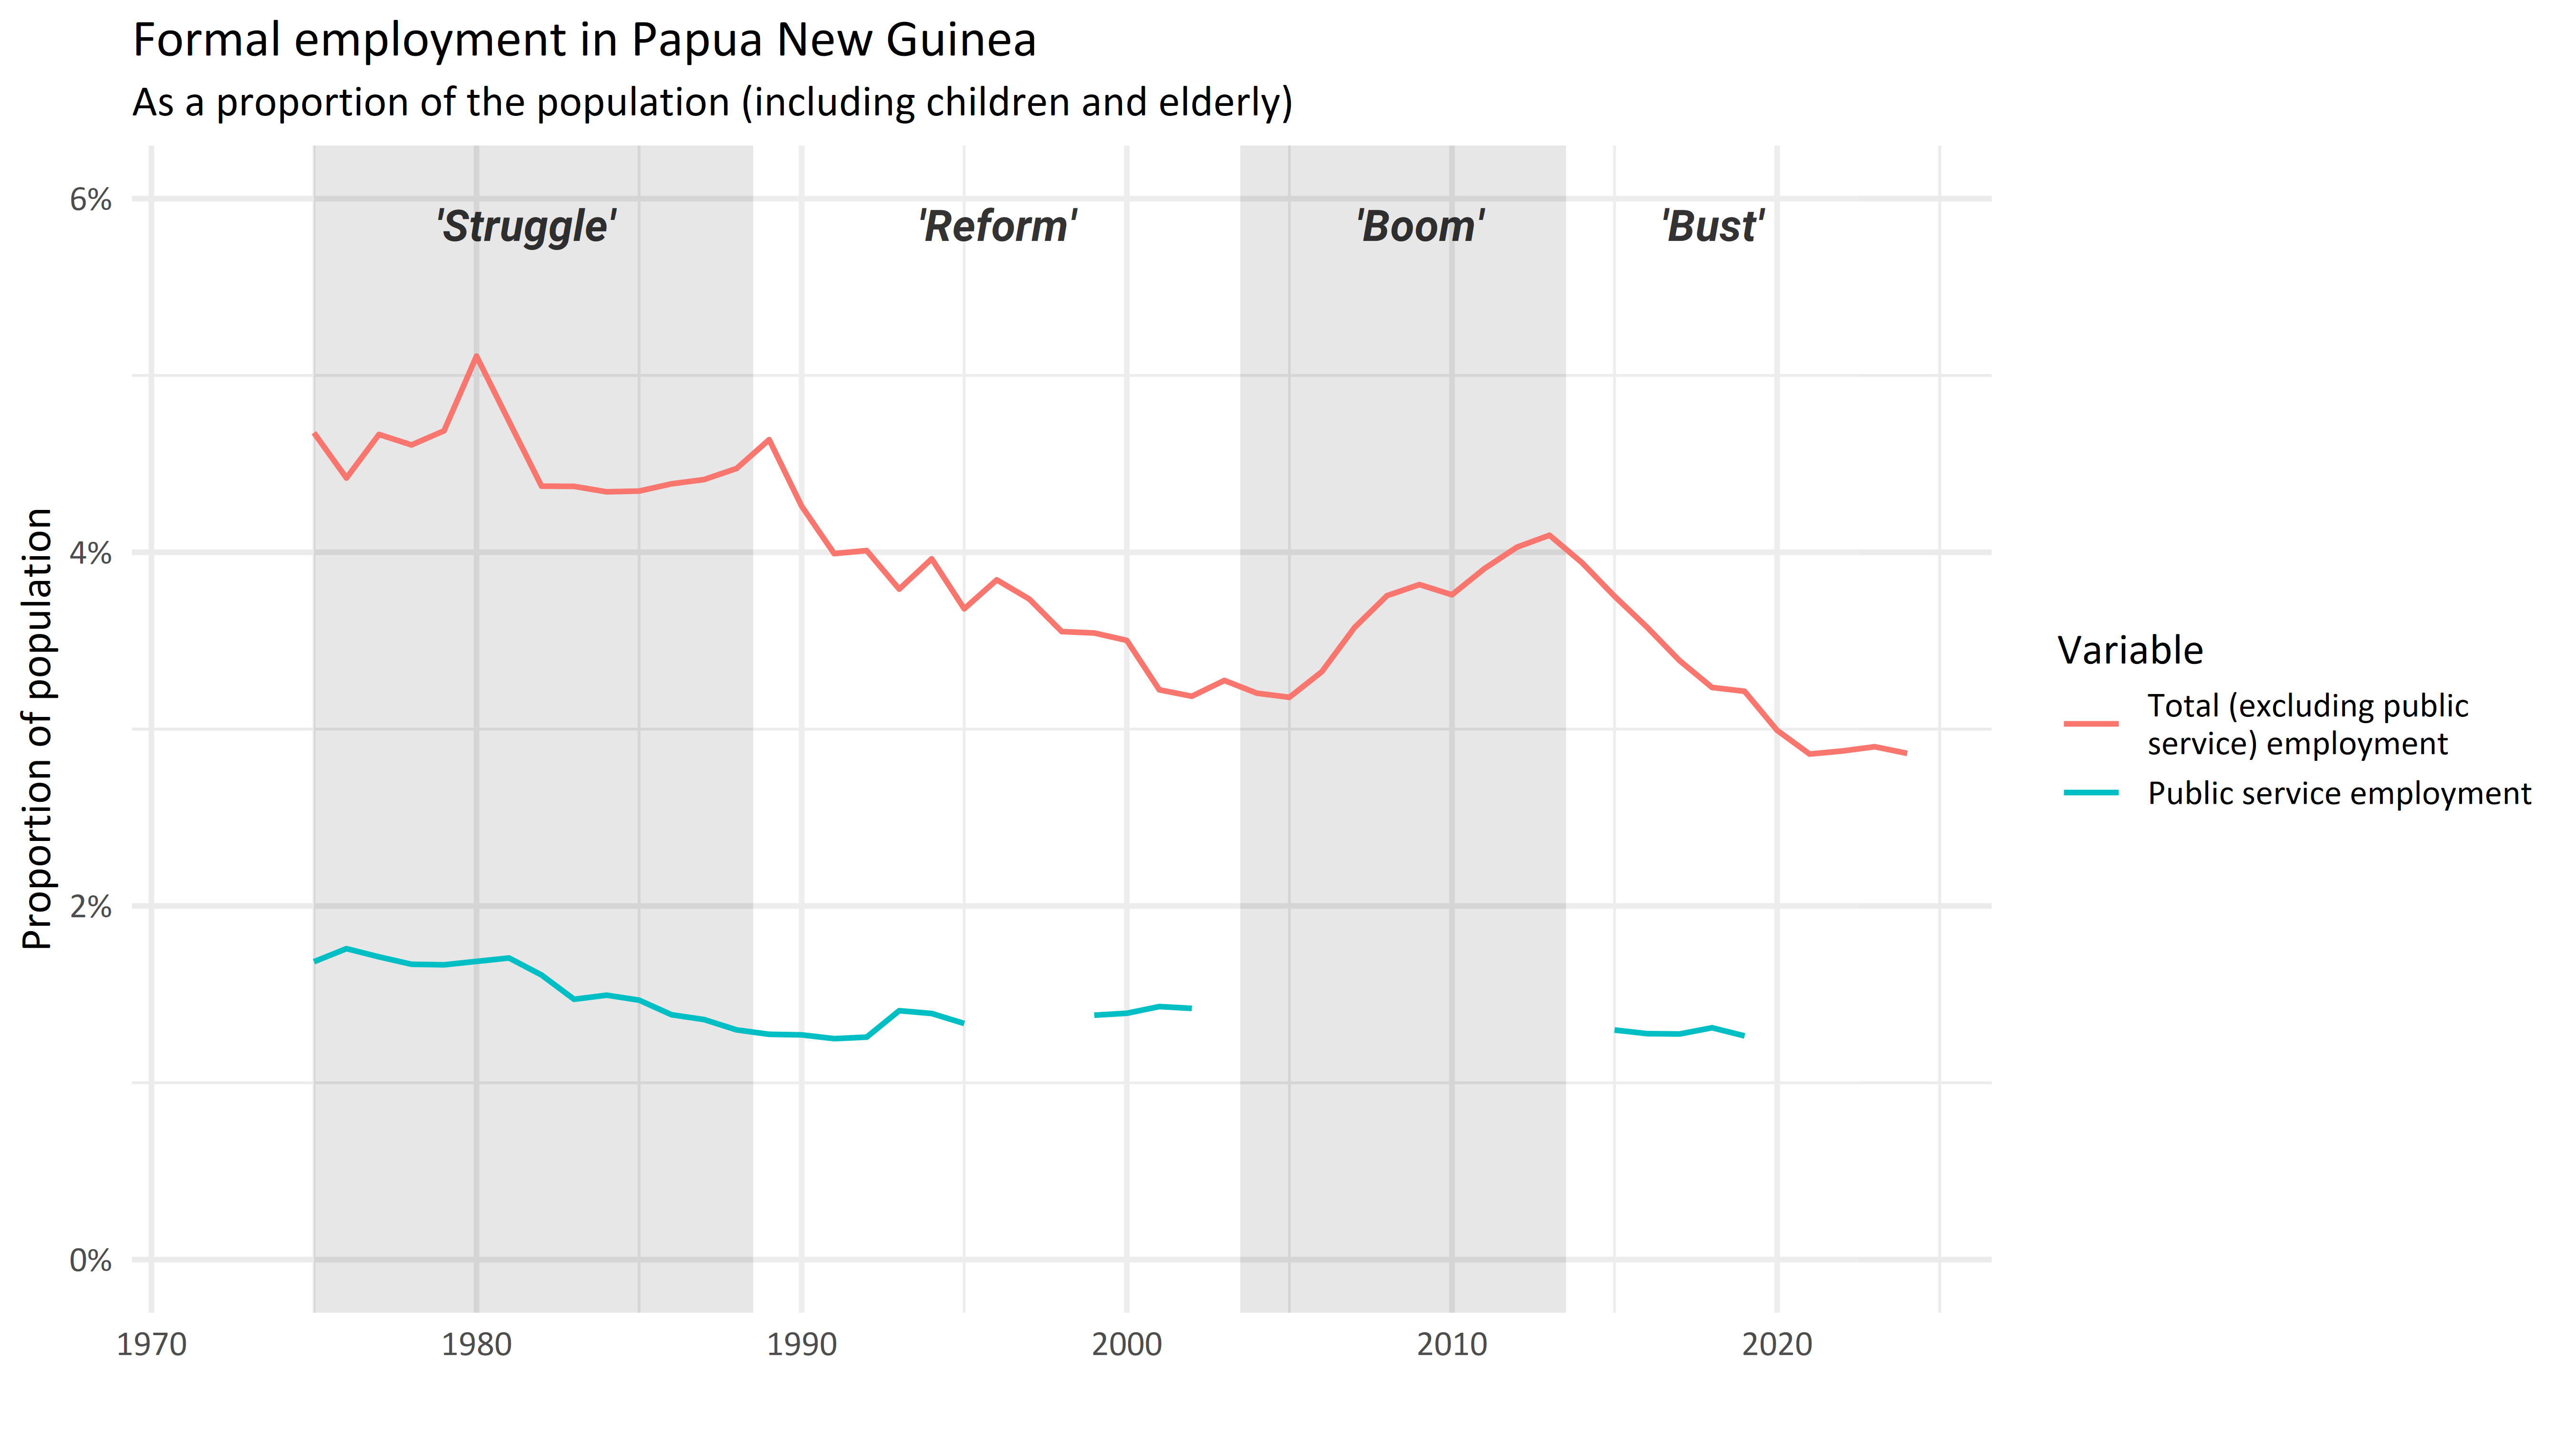 Formal employment in Papua New Guinea
As a proportion of the population (including children and elderly)
Proportion of population
6%
4%
2%
0%
'Struggle'
'Reform'
'Boom'
'Bust'
1970
1980
1990
2000
2010
2020
Variable
Total (excluding public
service) employment
Public service employment